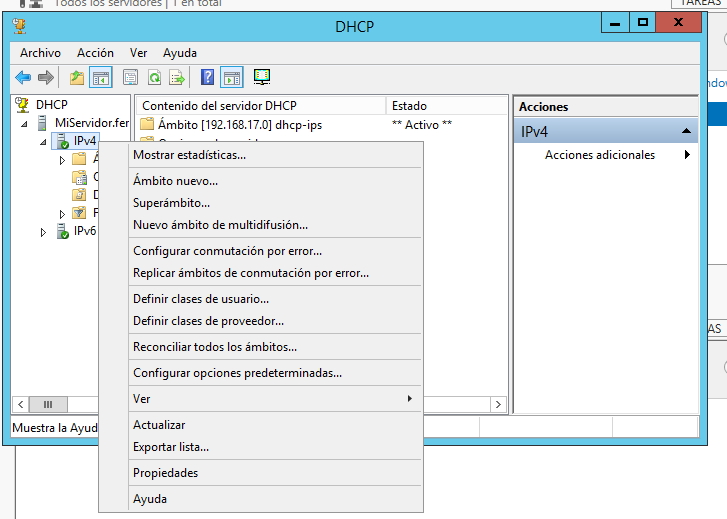 Todos los servidores | 1 en total
TAREAS
DHCP
Archivo Acción Ver Ayuda
DHCP
MiServidor.fer
IPv4
IPv6
Contenido del servidor DHCP Estado
Ámbito [192.168.17.0] dhcp-ips ** Activo **
Acciones
IPv4
Acciones adicionales
Mostrar estadísticas...
Ámbito nuevo...
Superámbito...
Nuevo ámbito de multidifusión...
Configurar conmutación por error...
Replicar ámbitos de conmutación por error...
Definir clases de usuario...
Definir clases de proveedor...
Reconciliar todos los ámbitos...
Configurar opciones predeterminadas...
Ver
Actualizar
Exportar lista...
Propiedades
Ayuda
Muestra la Ayud